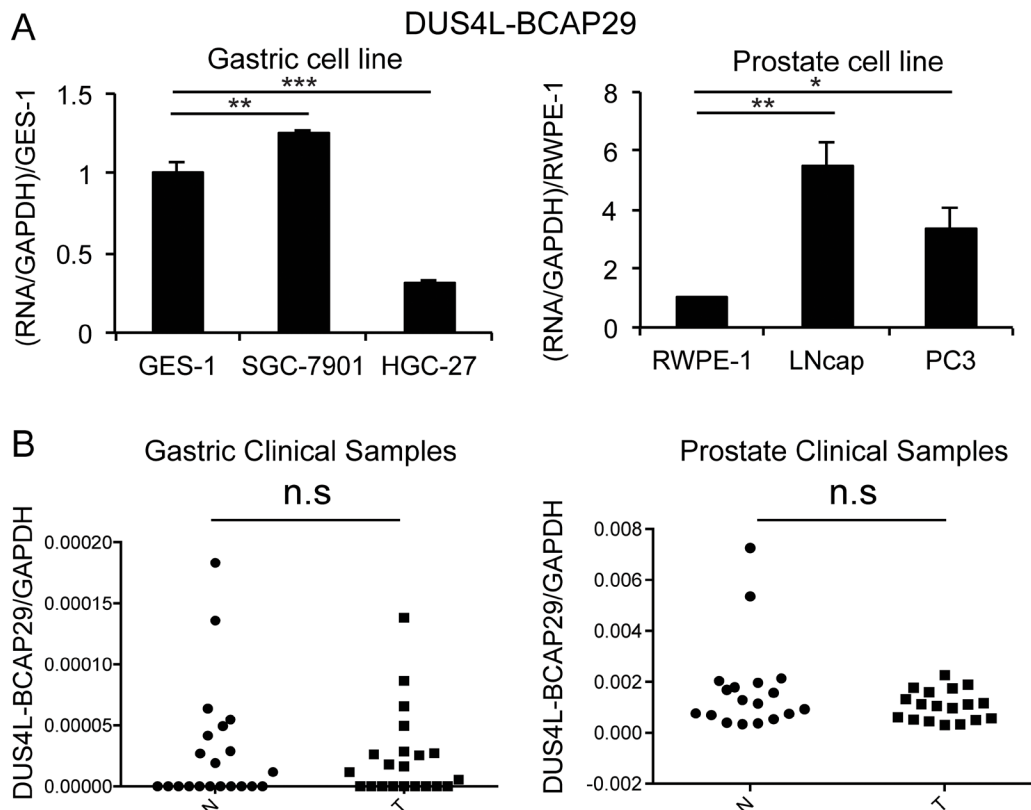 A
DUS4L-BCAP29
Gastric cell line
(RNA/GAPDH)/GES-1
1.5
1
0.5
0
***
**
GES-1 SGC-7901 HGC-27
Prostate cell line
(RNA/GAPDH)/RWPE-1
8
6
4
2
0
*
**
RWPE-1 LNcap PC3
B
Gastric Clinical Samples
n.s
DUS4L-BCAP29/GAPDH
0.00020
0.00015
0.00010
0.00005
0.00000
N T
Prostate Clinical Samples
n.s
DUS4L-BCAP29/GAPDH
0.008
0.006
0.004
0.002
0.000
-0.002
N T